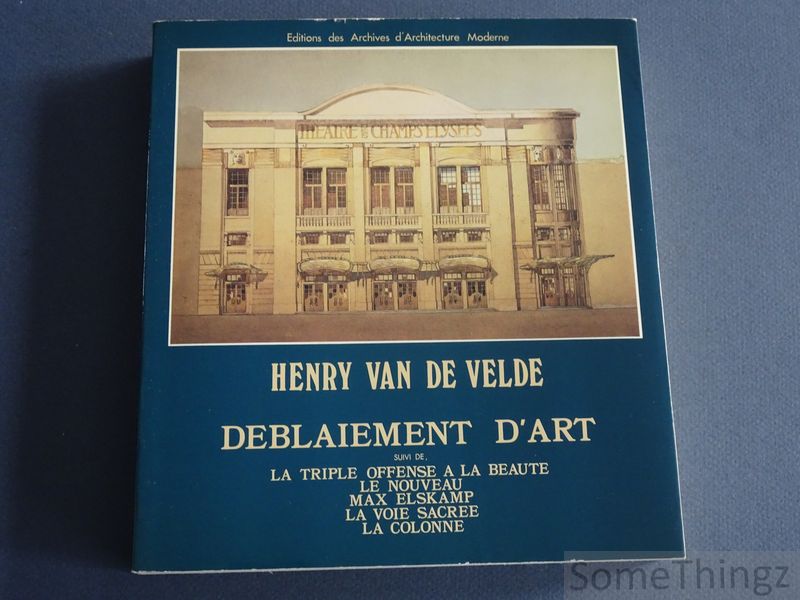 Editions des Archives d'Architecture Moderne
THEATRE DES CHAMPS ELYSEES
HENRY VAN DE VELDE
DEBLAIEMENT D'ART
SUIVI DE,
LA TRIPLE OFFENSE A LA BEAUTE
LE NOUVEAU
MAX ELSKAMP
LA VOIE SACREE
LA COLONNE
SomeThingz